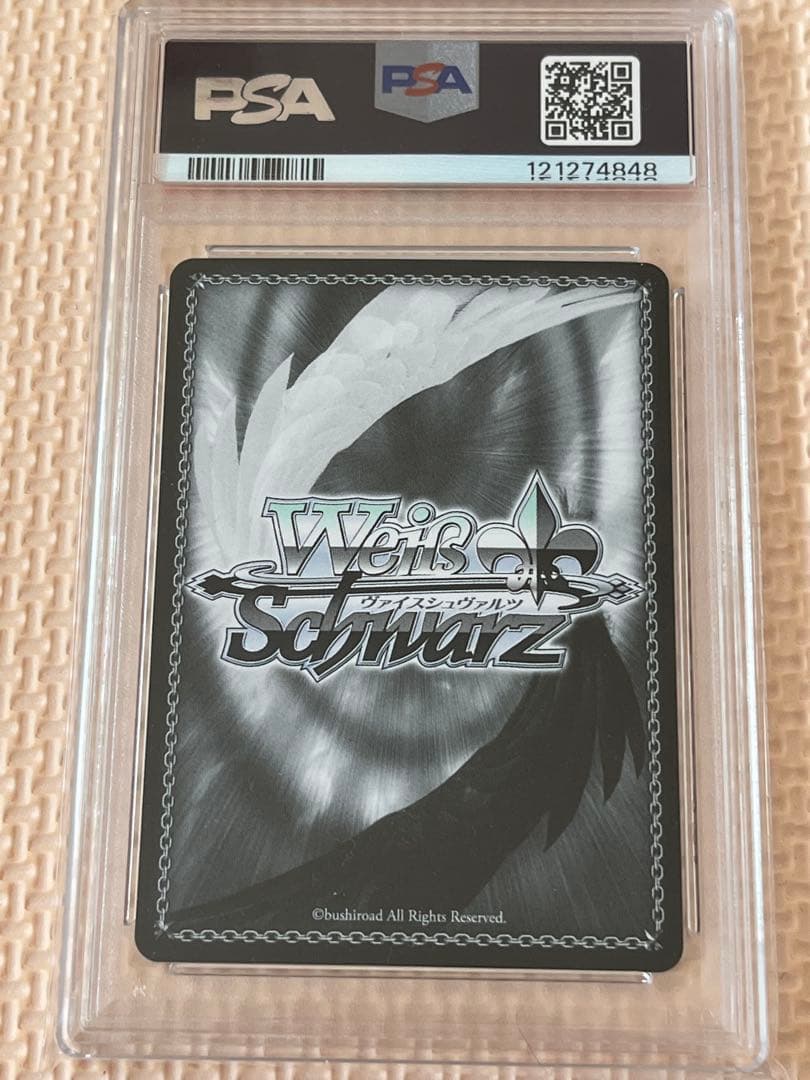 PSA
PSA
121274848
Weiß
ヴァイスシュヴァルツ
Schwarz
©bushiroad All Rights Reserved.